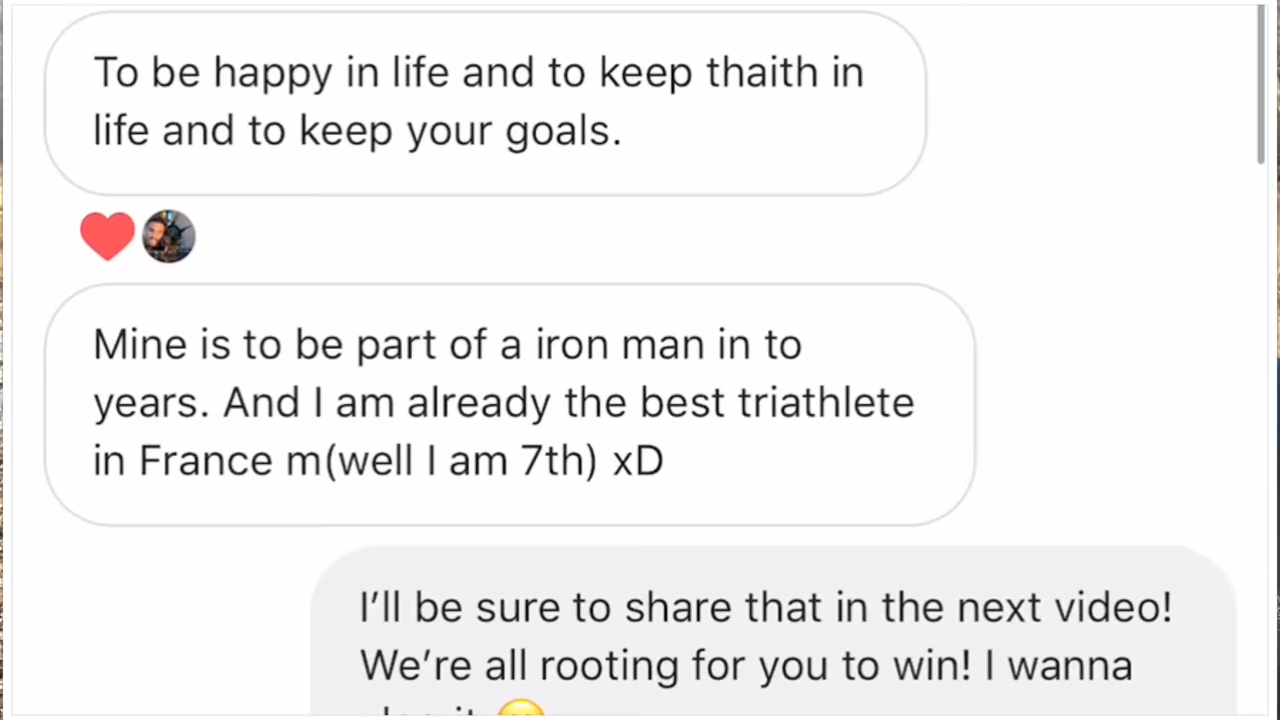 To be happy in life and to keep thaith in
life and to keep your goals.
Mine is to be part of a iron man in to
years. And I am already the best triathlete
in France m(well I am 7th) xD
I'll be sure to share that in the next video!
We're all rooting for you to win! I wanna